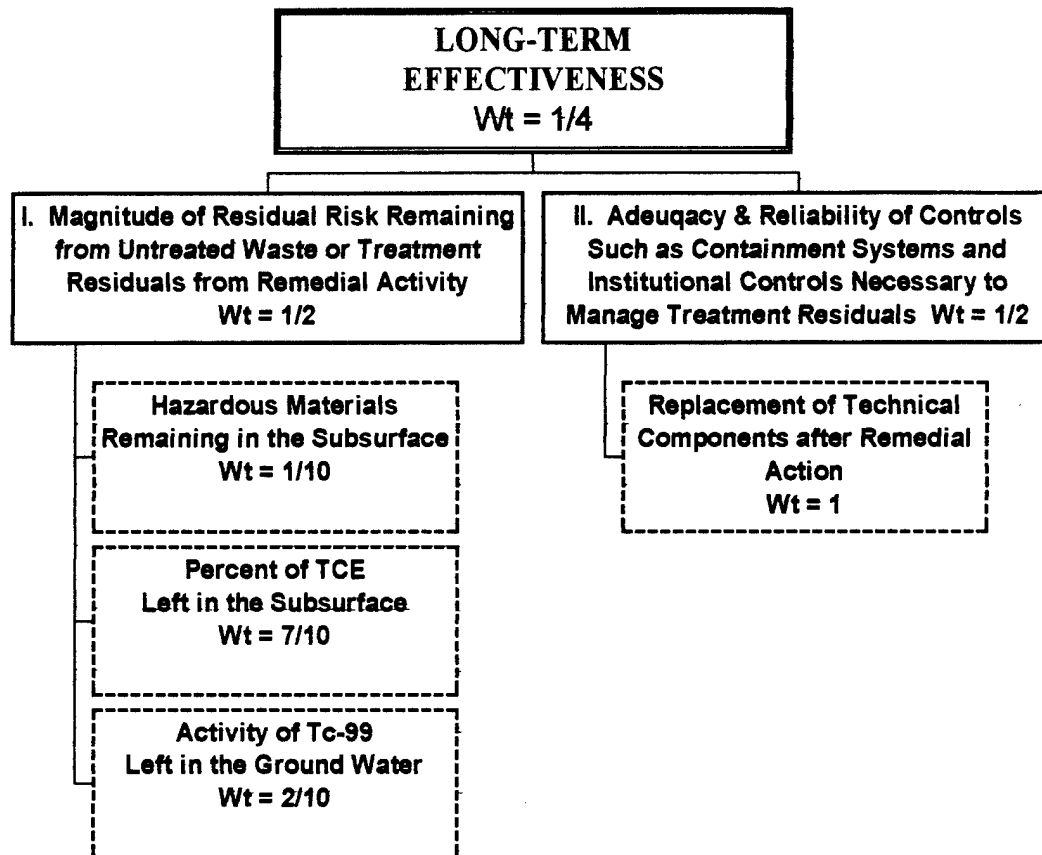 LONG-TERM
EFFECTIVENESS
Wt = 1/4
I. Magnitude of Residual Risk Remaining
from Untreated Waste or Treatment
Residuals from Remedial Activity
Wt = 1/2
II. Adeuqacy & Reliability of Controls
Such as Containment Systems and
Institutional Controls Necessary to
Manage Treatment Residuals Wt = 1/2
Hazardous Materials
Remaining in the Subsurface
Wt = 1/10
Replacement of Technical
Components after Remedial
Action
Wt = 1
Percent of TCE
Left in the Subsurface
Wt = 7/10
Activity of Tc-99
Left in the Ground Water
Wt = 2/10